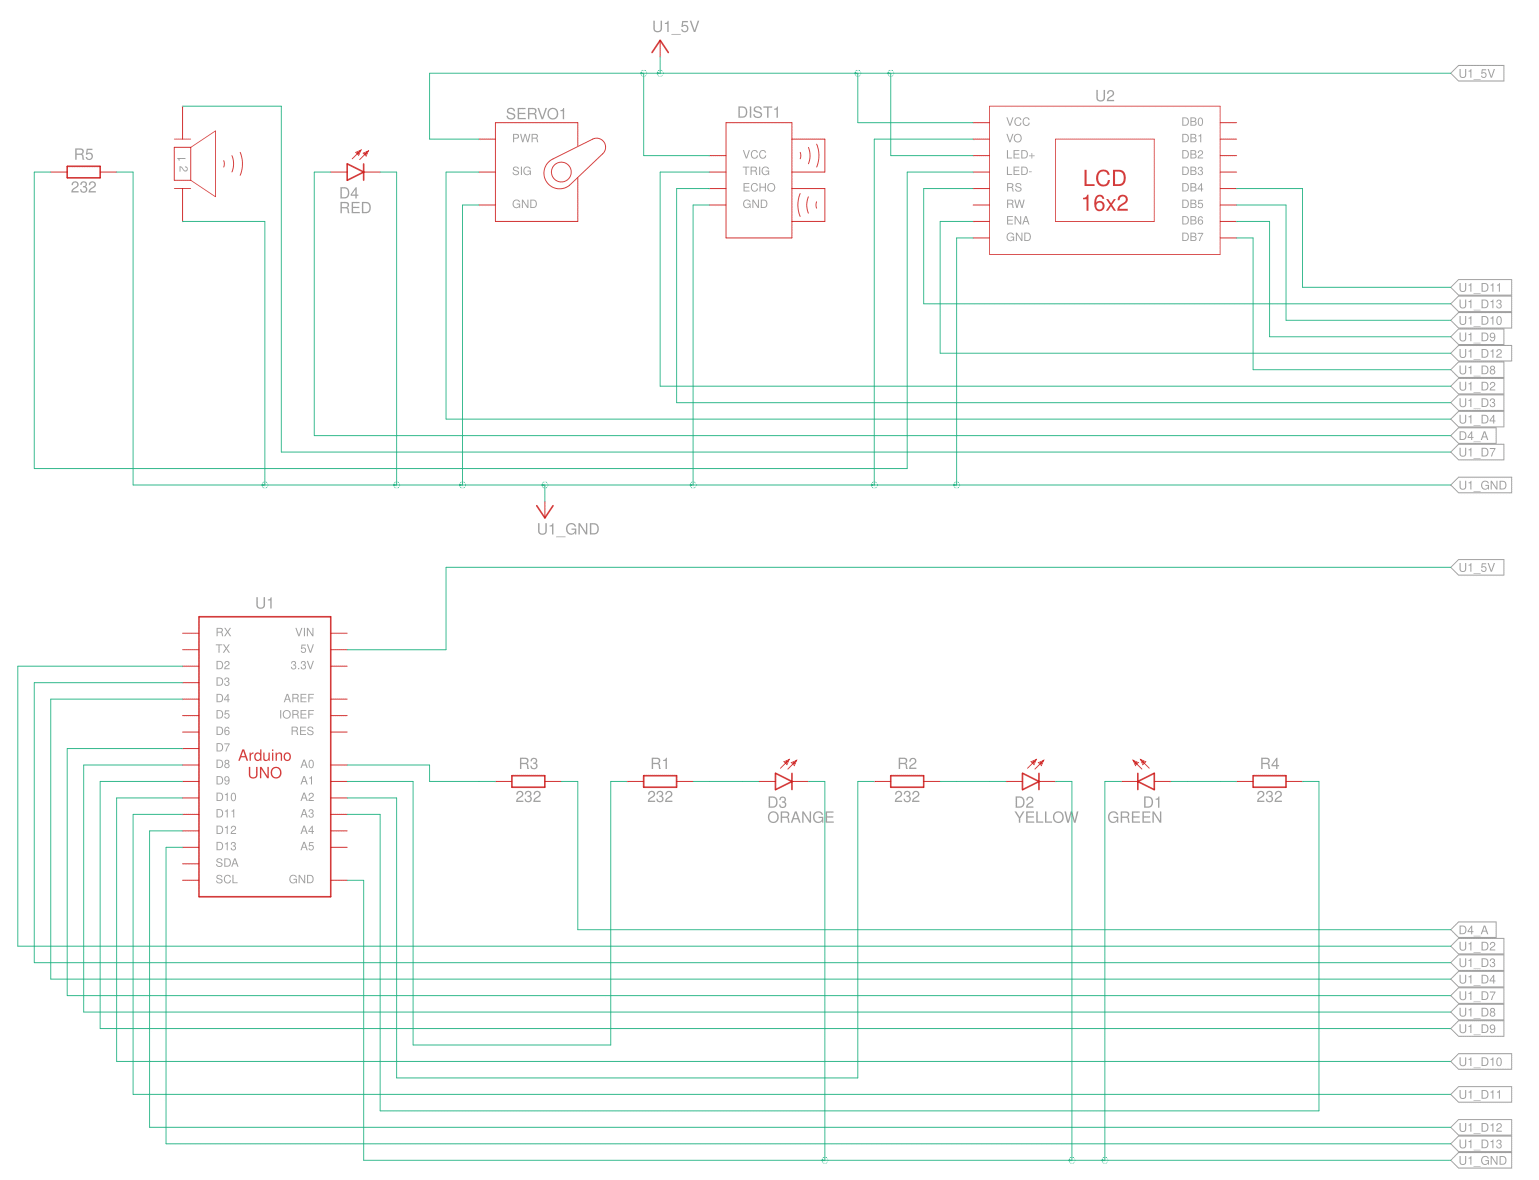 U1_5V
U1_5V
R5
232
1 2
D4
RED
SERVO1
PWR
SIG
GND
DIST1
VCC
TRIG
ECHO
GND
U2
VCC
VO
LED+
LED-
RS
RW
ENA
GND
LCD
16x2
DB0
DB1
DB2
DB3
DB4
DB5
DB6
DB7
U1_D11
U1_D13
U1_D10
U1_D9
U1_D12
U1_D8
U1_D2
U1_D3
U1_D4
D4_A
U1_D7
U1_GND
U1_GND
U1_5V
U1
RX
TX
D2
D3
D4
D5
D6
D7
D8
D9
D10
D11
D12
D13
SDA
SCL
Arduino
UNO
VIN
5V
3.3V
AREF
IOREF
RES
A0
A1
A2
A3
A4
A5
GND
R3
232
R1
232
D3
ORANGE
R2
232
D2
YELLOW
D1
GREEN
R4
232
D4_A
U1_D2
U1_D3
U1_D4
U1_D7
U1_D8
U1_D9
U1_D10
U1_D11
U1_D12
U1_D13
U1_GND